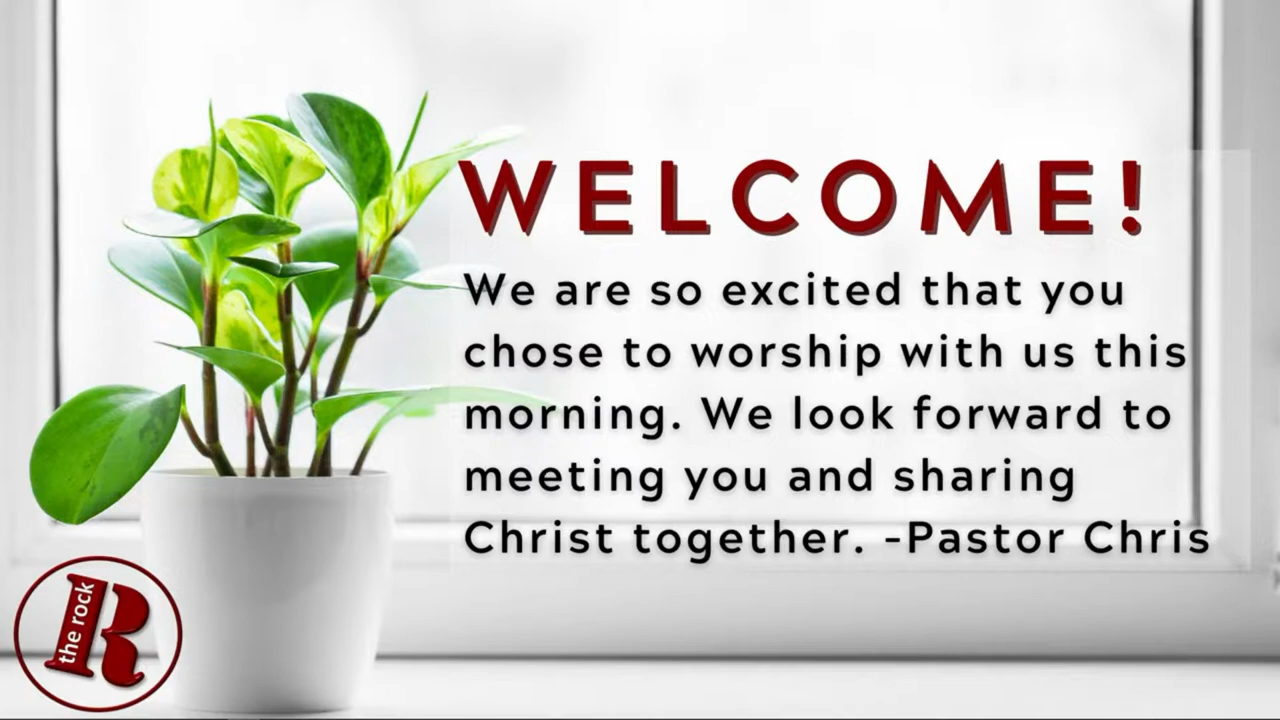 WELCOME!
We are so excited that you
chose to worship with us this
morning. We look forward to
meeting you and sharing
Christ together. -Pastor Chris
the rock
R